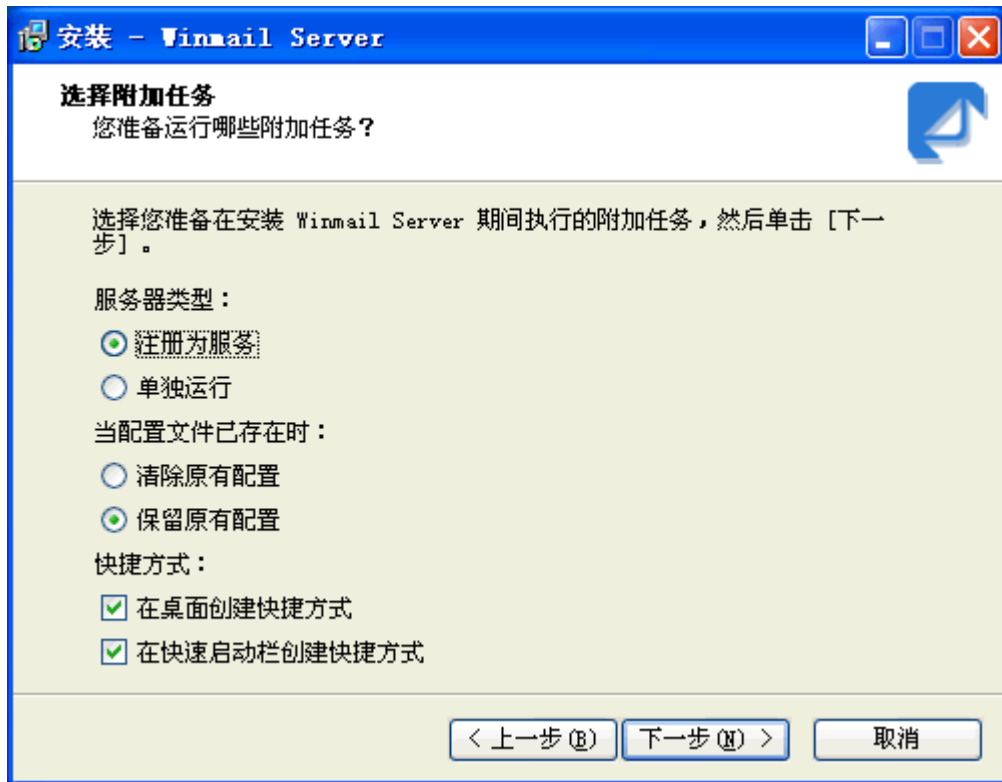 安装 - Winmail Server
选择附加任务
您准备运行哪些附加任务？
选择您准备在安装 Winmail Server 期间执行的附加任务，然后单击 [下一
步] 。
服务器类型：
注册为服务
单独运行
当配置文件已存在时：
清除原有配置
保留原有配置
快捷方式：
在桌面创建快捷方式
在快速启动栏创建快捷方式
< 上一步(B) 下一步(N) > 取消